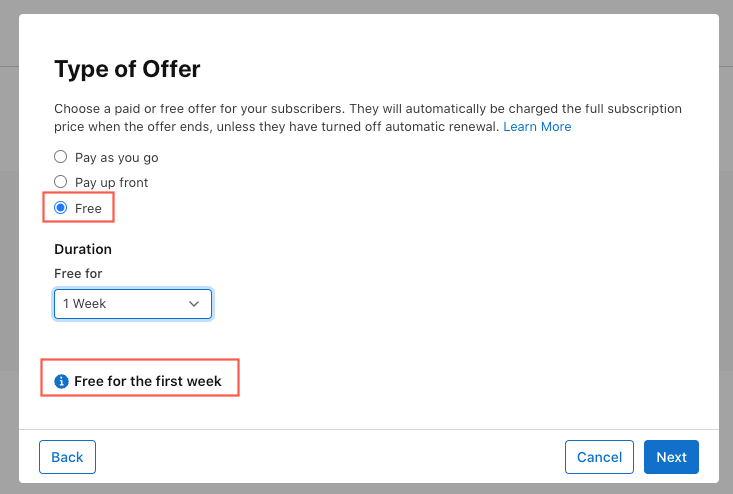 Type of Offer
Choose a paid or free offer for your subscribers. They will automatically be charged the full subscription
price when the offer ends, unless they have turned off automatic renewal. Learn More
Pay as you go
Pay up front
Free
Duration
Free for
1 Week
Free for the first week
Back
Cancel
Next